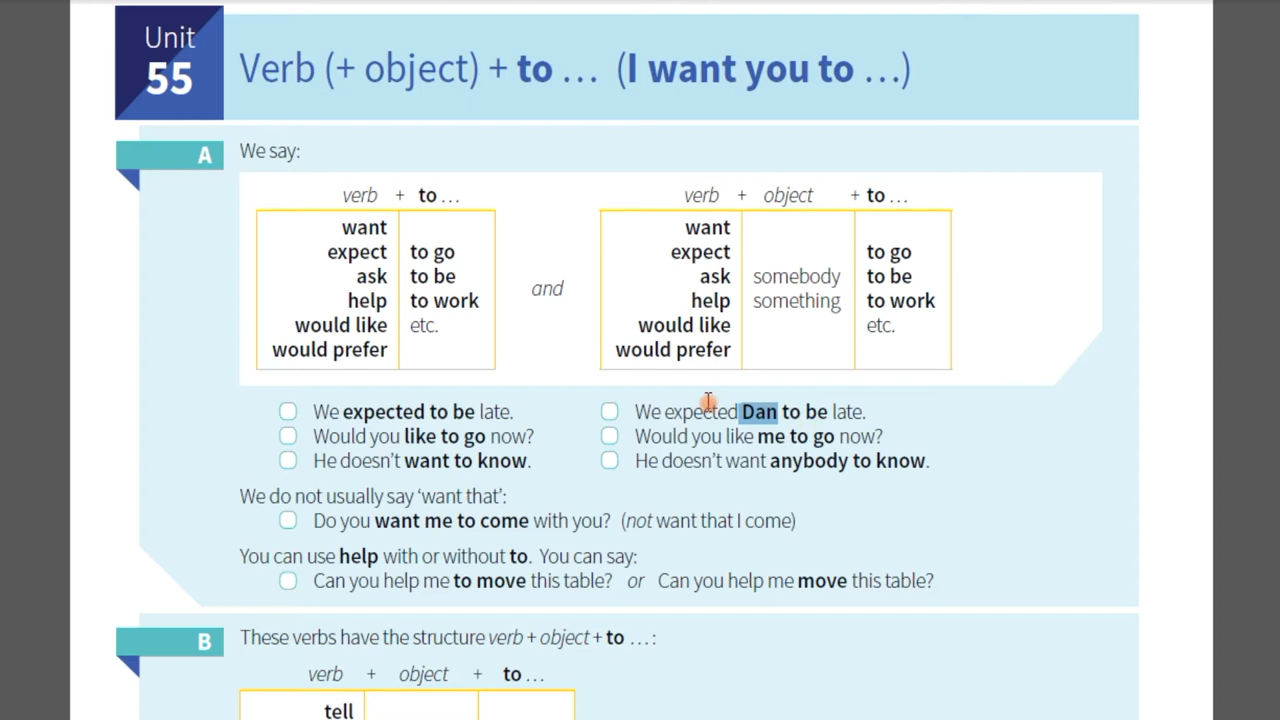 Unit
55
Verb (+ object) + to … (I want you to …)
A
We say:
verb + to …
want
expect to go
ask to be
help to work
would like etc.
would prefer
and
verb + object + to …
want
expect to go
ask somebody to be
help something to work
would like etc.
would prefer
We expected to be late.
Would you like to go now?
He doesn’t want to know.
We expected Dan to be late.
Would you like me to go now?
He doesn’t want anybody to know.
We do not usually say ‘want that’:
Do you want me to come with you? (not want that I come)
You can use help with or without to. You can say:
Can you help me to move this table? or Can you help me move this table?
B
These verbs have the structure verb + object + to …:
verb + object + to …
tell